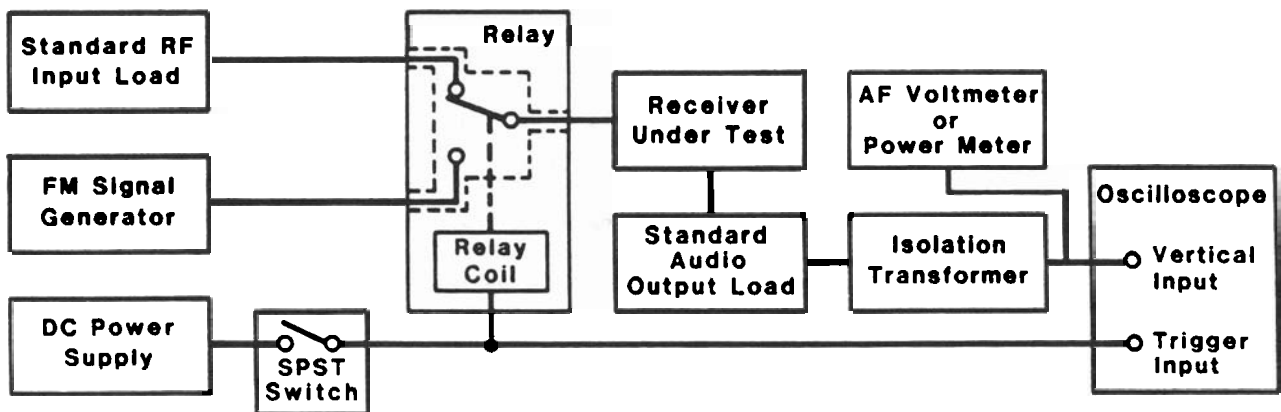 Standard RF
Input Load
Relay
Receiver
Under Test
AF Voltmeter
or
Power Meter
FM Signal
Generator
Oscilloscope
Relay
Coil
Standard
Audio
Output Load
Isolation
Transformer
Vertical
Input
DC Power
Supply
SPST
Switch
Trigger
Input